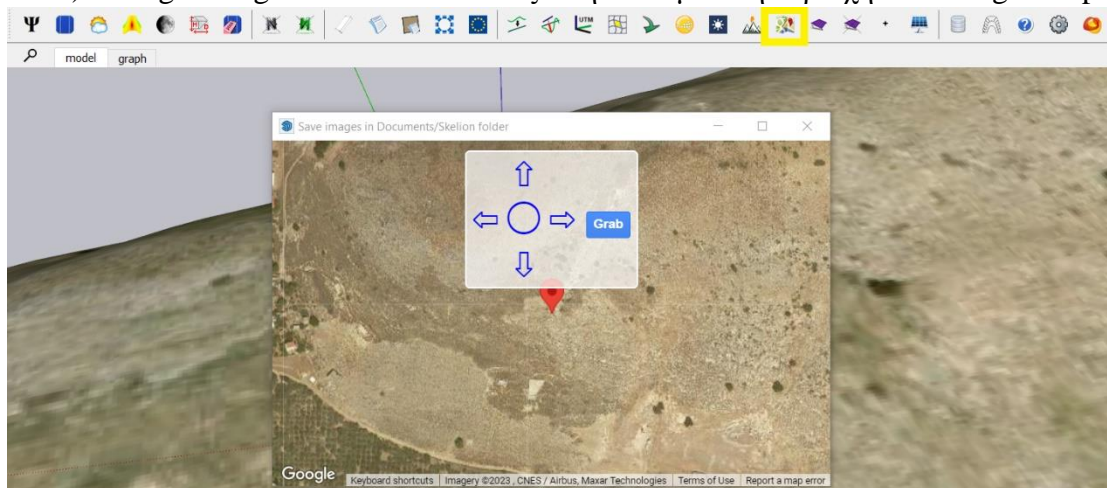 UTM
model graph
Save images in Documents/Skelion folder
Grab
Google
Keyboard shortcuts Imagery ©2023 , CNES / Airbus, Maxar Technologies Terms of Use Report a map error